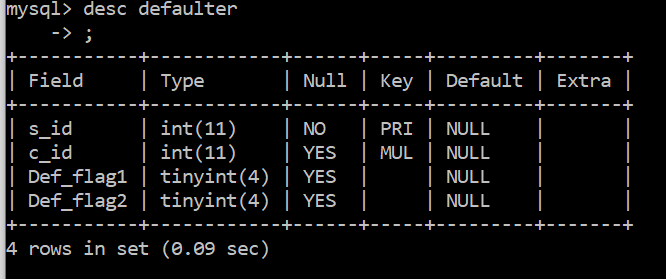 mysql> desc defaulter
    -> ;
+-----------+------------+------+-----+---------+-------+
| Field     | Type       | Null | Key | Default | Extra |
+-----------+------------+------+-----+---------+-------+
| s_id      | int(11)    | NO   | PRI | NULL    |       |
| c_id      | int(11)    | YES  | MUL | NULL    |       |
| Def_flag1 | tinyint(4) | YES  |     | NULL    |       |
| Def_flag2 | tinyint(4) | YES  |     | NULL    |       |
+-----------+------------+------+-----+---------+-------+
4 rows in set (0.09 sec)